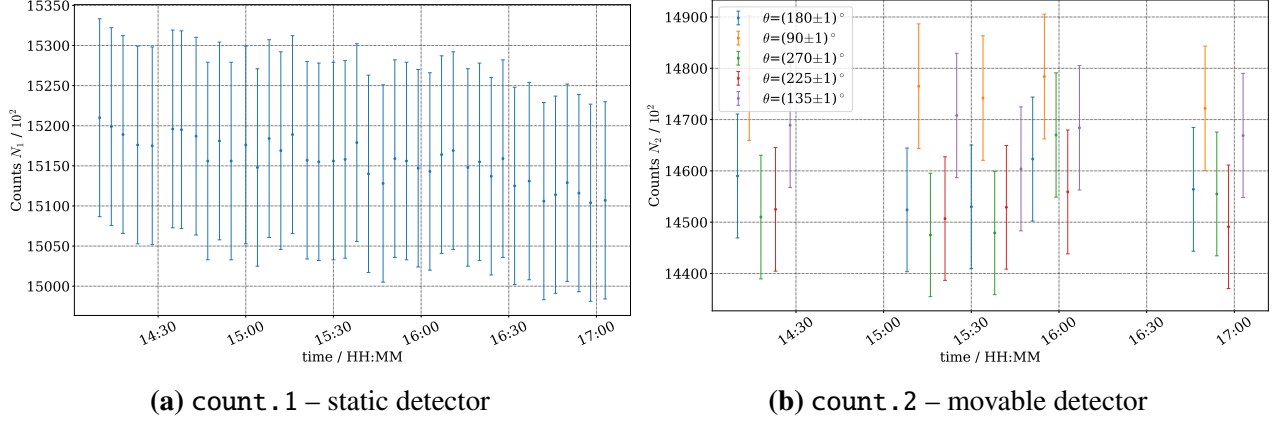 15350
15300
15250
15200
15150
15100
15050
15000
Counts N₁ / 10²
14:30
15:00
15:30
16:00
16:30
17:00
time / HH:MM
(a) count.1 – static detector
14900
14800
14700
14600
14500
14400
Counts N₂ / 10²
θ=(180±1)°
θ=(90±1)°
θ=(270±1)°
θ=(225±1)°
θ=(135±1)°
14:30
15:00
15:30
16:00
16:30
17:00
time / HH:MM
(b) count.2 – movable detector